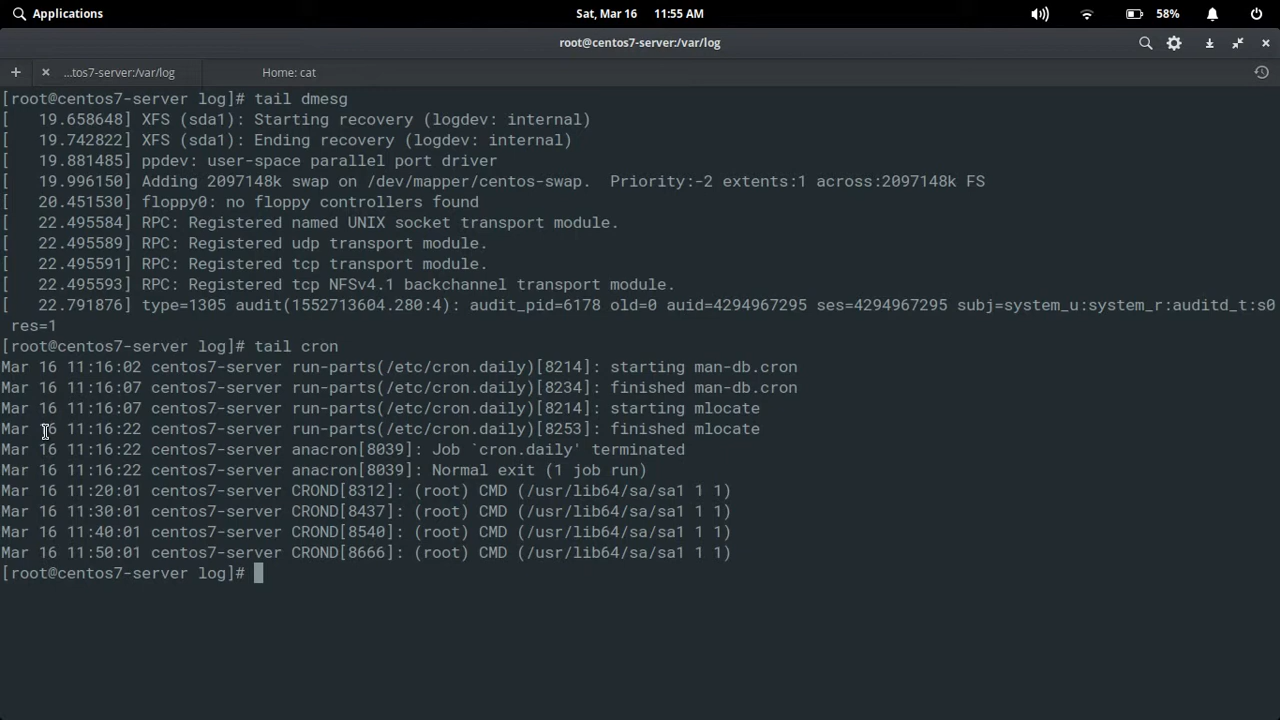 Applications
Sat, Mar 16 11:55 AM
58%
root@centos7-server:/var/log
...tos7-server:/var/log
Home: cat
[root@centos7-server log]# tail dmesg
[   19.658648] XFS (sda1): Starting recovery (logdev: internal)
[   19.742822] XFS (sda1): Ending recovery (logdev: internal)
[   19.881485] ppdev: user-space parallel port driver
[   19.996150] Adding 2097148k swap on /dev/mapper/centos-swap.  Priority:-2 extents:1 across:2097148k FS
[   20.451530] floppy0: no floppy controllers found
[   22.495584] RPC: Registered named UNIX socket transport module.
[   22.495589] RPC: Registered udp transport module.
[   22.495591] RPC: Registered tcp transport module.
[   22.495593] RPC: Registered tcp NFSv4.1 backchannel transport module.
[   22.791876] type=1305 audit(1552713604.280:4): audit_pid=6178 old=0 auid=4294967295 ses=4294967295 subj=system_u:system_r:auditd_t:s0
 res=1
[root@centos7-server log]# tail cron
Mar 16 11:16:02 centos7-server run-parts(/etc/cron.daily)[8214]: starting man-db.cron
Mar 16 11:16:07 centos7-server run-parts(/etc/cron.daily)[8234]: finished man-db.cron
Mar 16 11:16:07 centos7-server run-parts(/etc/cron.daily)[8214]: starting mlocate
Mar 16 11:16:22 centos7-server run-parts(/etc/cron.daily)[8253]: finished mlocate
Mar 16 11:16:22 centos7-server anacron[8039]: Job `cron.daily' terminated
Mar 16 11:16:22 centos7-server anacron[8039]: Normal exit (1 job run)
Mar 16 11:20:01 centos7-server CROND[8312]: (root) CMD (/usr/lib64/sa/sa1 1 1)
Mar 16 11:30:01 centos7-server CROND[8437]: (root) CMD (/usr/lib64/sa/sa1 1 1)
Mar 16 11:40:01 centos7-server CROND[8540]: (root) CMD (/usr/lib64/sa/sa1 1 1)
Mar 16 11:50:01 centos7-server CROND[8666]: (root) CMD (/usr/lib64/sa/sa1 1 1)
[root@centos7-server log]#